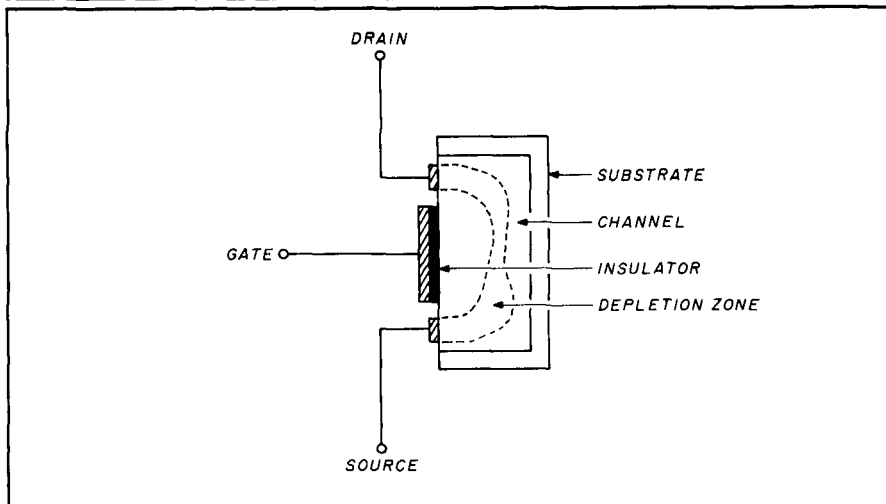 DRAIN
SUBSTRATE
CHANNEL
GATE
INSULATOR
DEPLETION ZONE
SOURCE